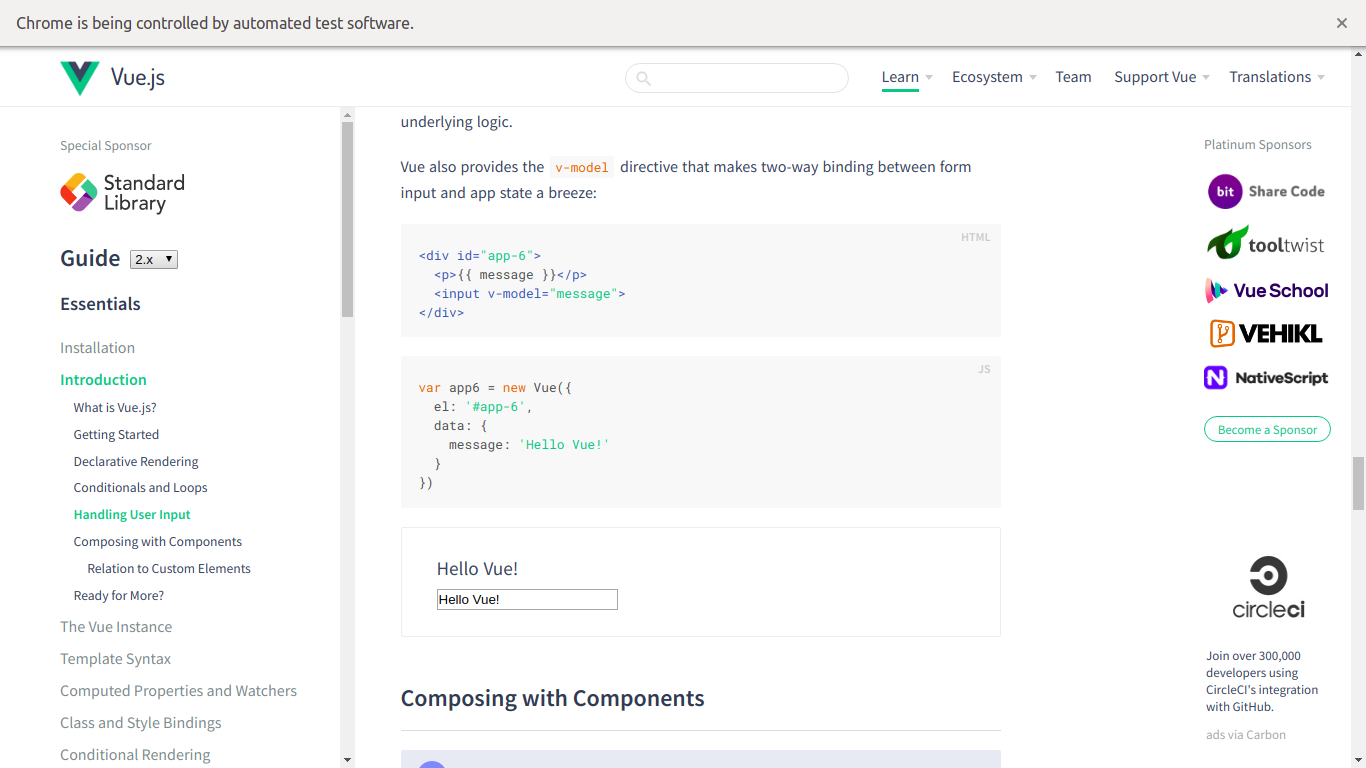 Chrome is being controlled by automated test software.
Vue.js
Learn
Ecosystem
Team
Support Vue
Translations
Special Sponsor
Standard
Library
Guide
2.x
Essentials
Installation
Introduction
What is Vue.js?
Getting Started
Declarative Rendering
Conditionals and Loops
Handling User Input
Composing with Components
Relation to Custom Elements
Ready for More?
The Vue Instance
Template Syntax
Computed Properties and Watchers
Class and Style Bindings
Conditional Rendering
underlying logic.
Vue also provides the v-model directive that makes two-way binding between form
input and app state a breeze:
HTML
<div id="app-6">
  <p>{{ message }}</p>
  <input v-model="message">
</div>
JS
var app6 = new Vue({
  el: '#app-6',
  data: {
    message: 'Hello Vue!'
  }
})
Hello Vue!
Hello Vue!
Composing with Components
Platinum Sponsors
bit Share Code
tooltwist
Vue School
VEHIKL
NativeScript
Become a Sponsor
circleci
Join over 300,000
developers using
CircleCI's integration
with GitHub.
ads via Carbon